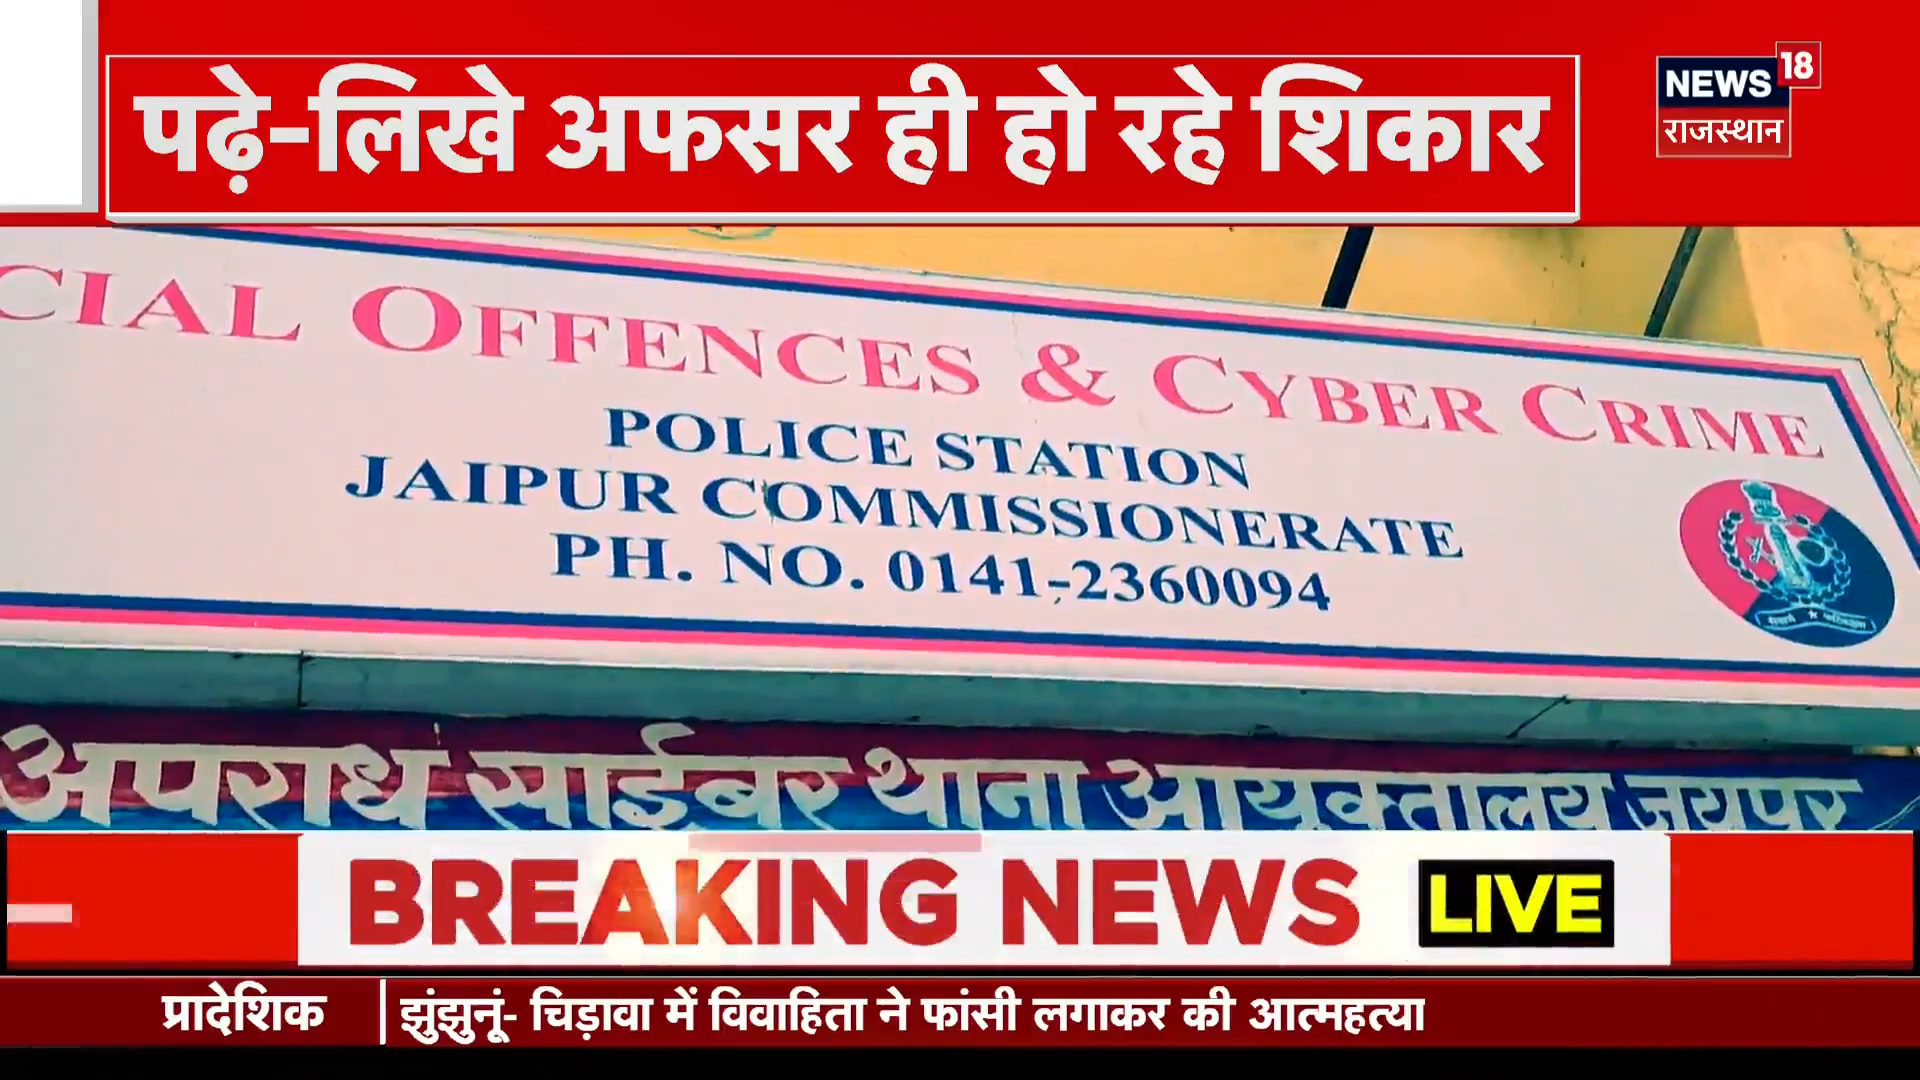 पढ़े-लिखे अफसर ही हो रहे शिकार
NEWS 18
राजस्थान
CIAL OFFENCES & CYBER CRIME
POLICE STATION
JAIPUR COMMISSIONERATE
PH. NO. 0141-2360094
अपराध साईबर थाना आयुक्तालय जयपुर
BREAKING NEWS LIVE
प्रादेशिक
झुंझुनूं- चिड़ावा में विवाहिता ने फांसी लगाकर की आत्महत्या